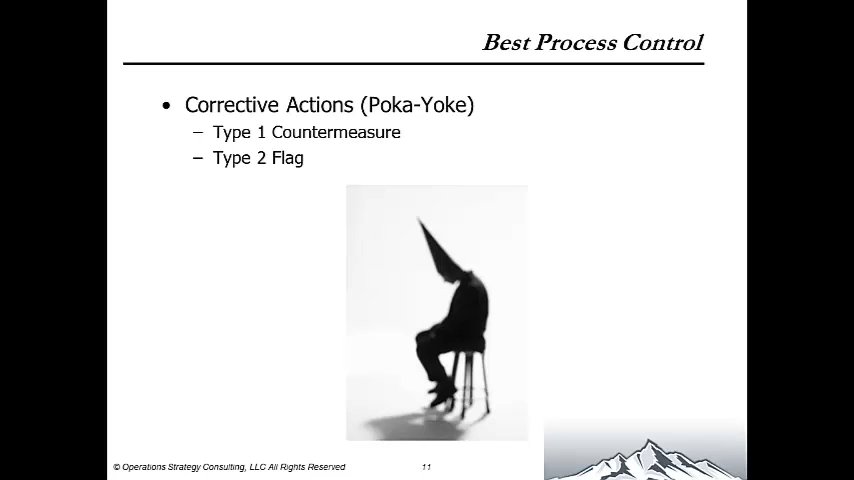 Best Process Control
• Corrective Actions (Poka-Yoke)
– Type 1 Countermeasure
– Type 2 Flag
© Operations Strategy Consulting, LLC All Rights Reserved
11